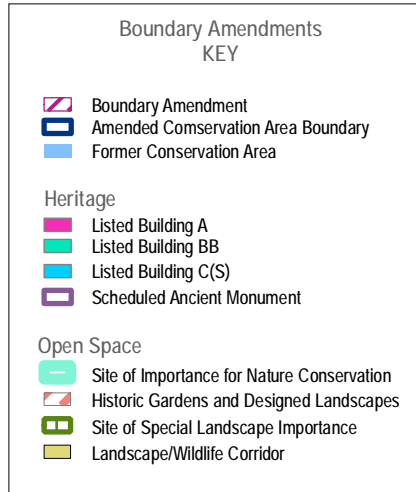 Boundary Amendments
KEY
Boundary Amendment
Amended Comservation Area Boundary
Former Conservation Area
Heritage
Listed Building A
Listed Building BB
Listed Building C(S)
Scheduled Ancient Monument
Open Space
Site of Importance for Nature Conservation
Historic Gardens and Designed Landscapes
Site of Special Landscape Importance
Landscape/Wildlife Corridor